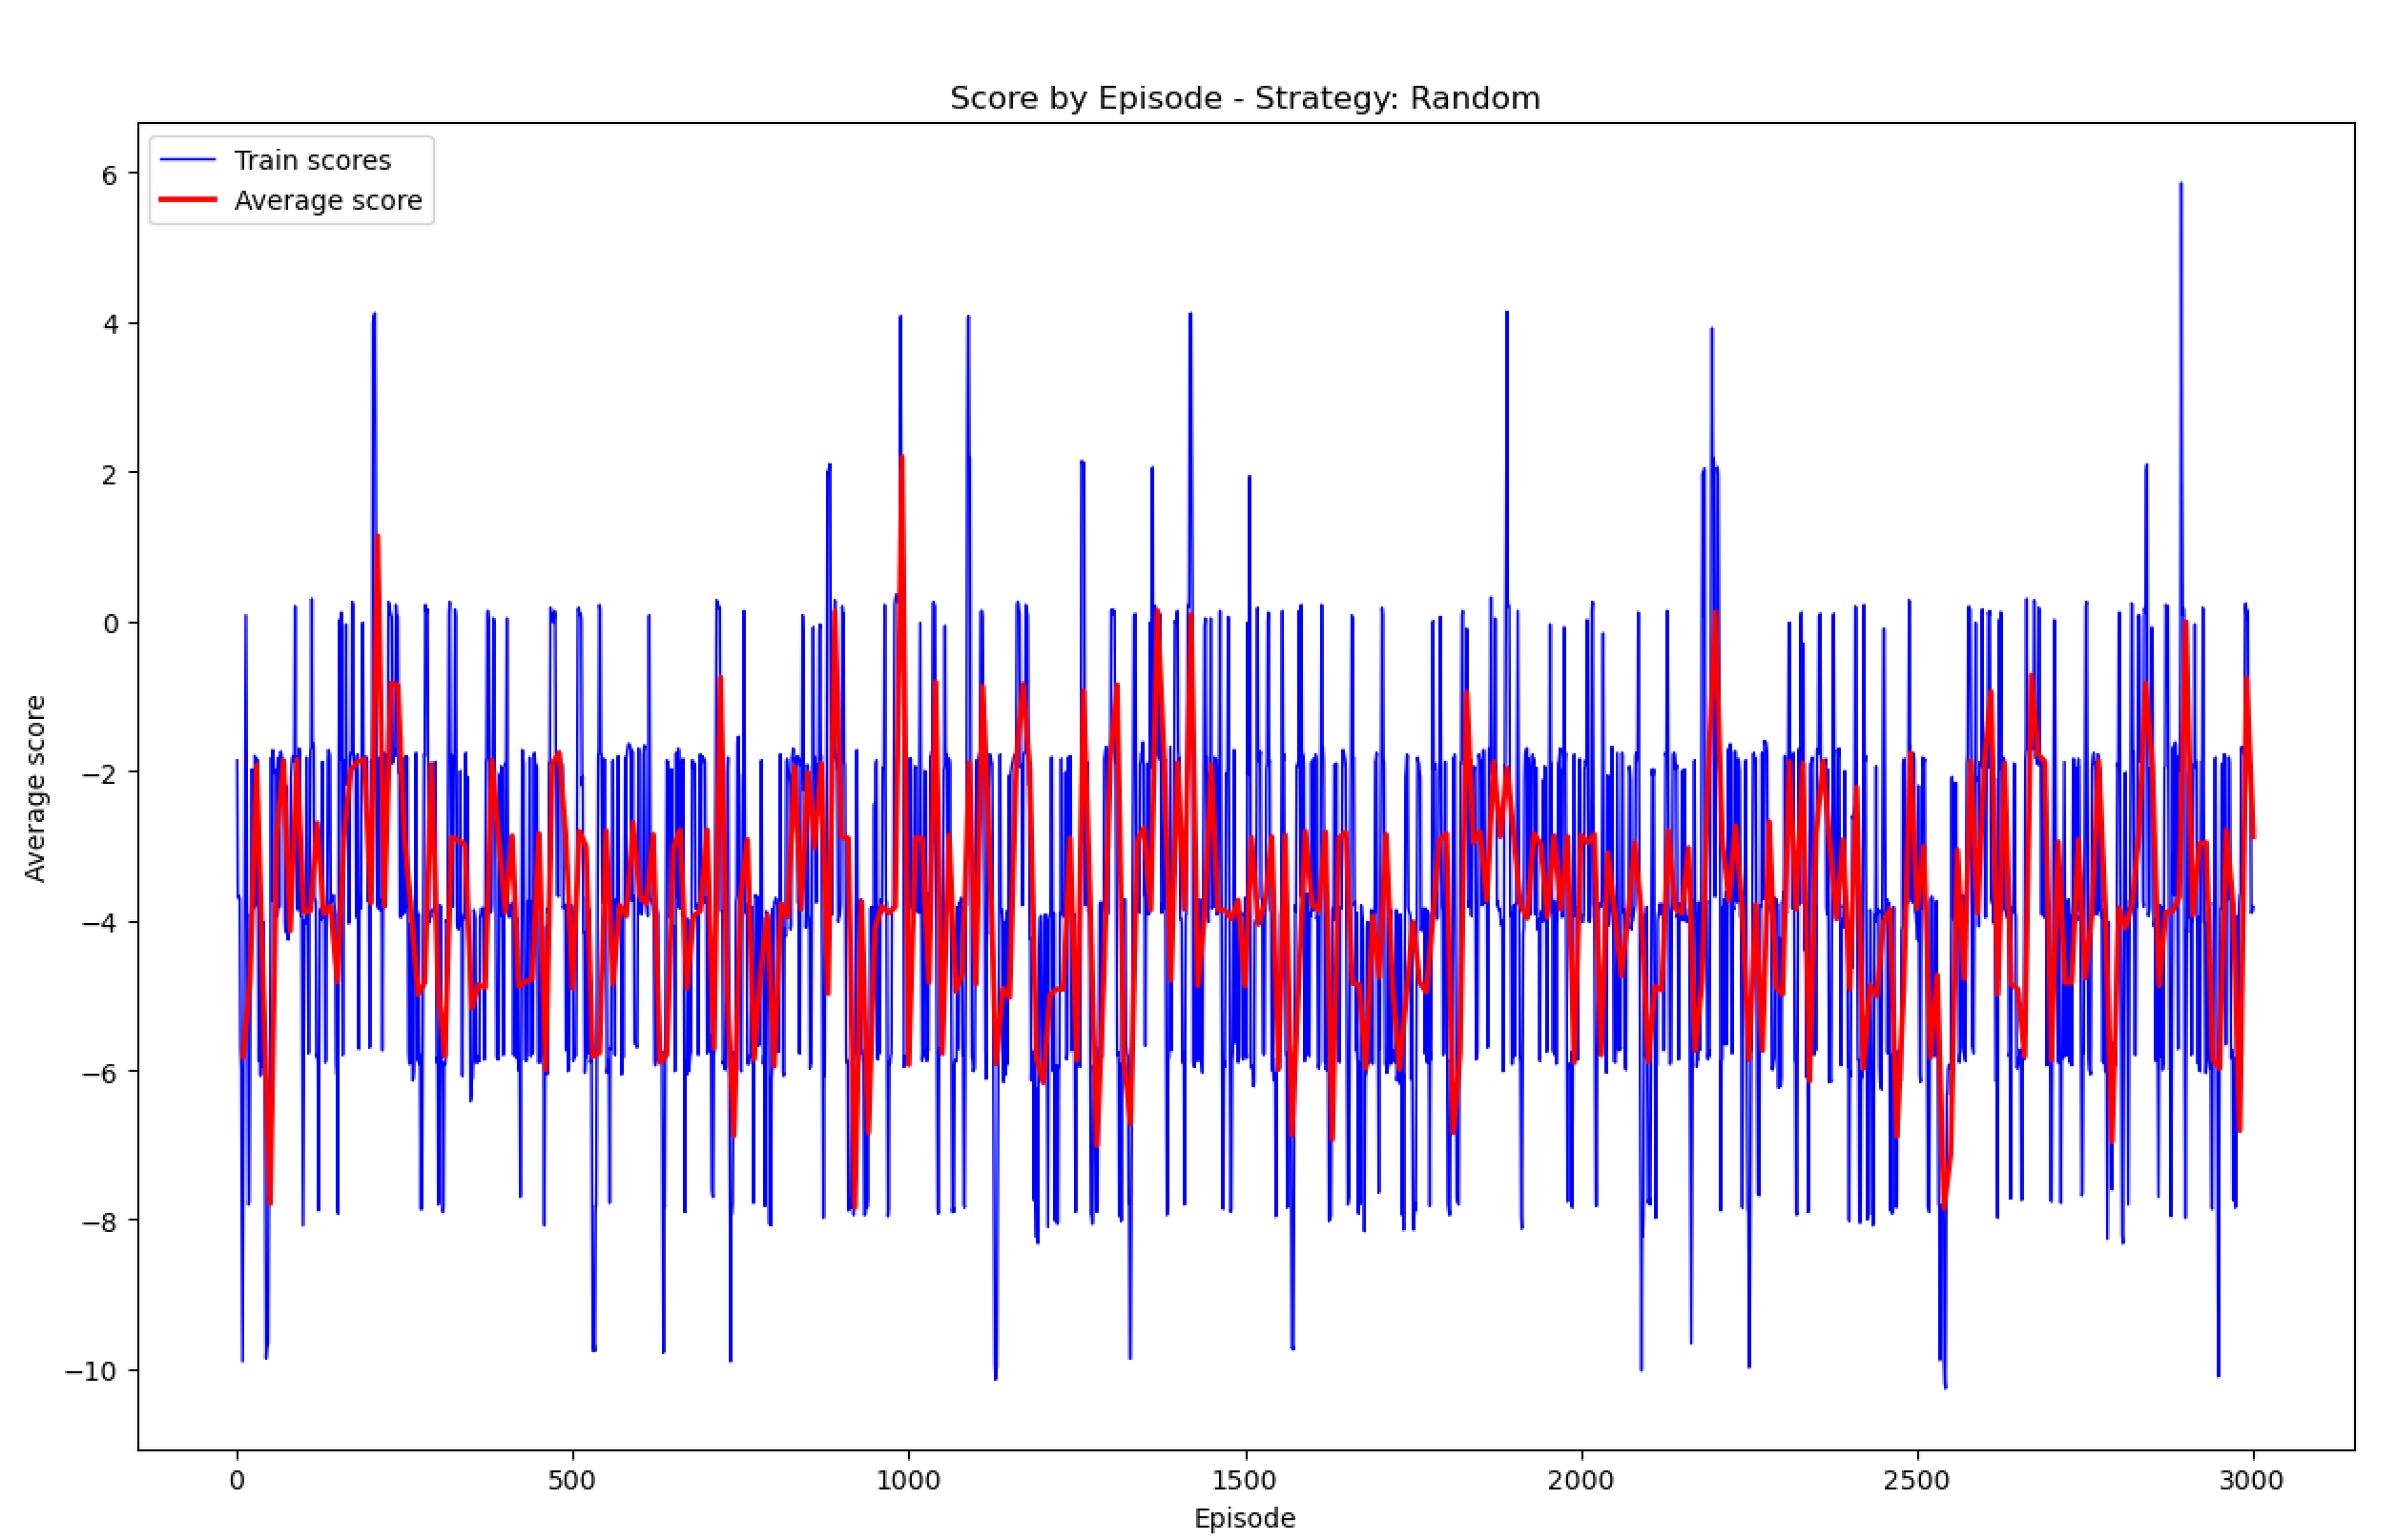 Score by Episode - Strategy: Random
Train scores
Average score
6
4
2
0
−2
−4
−6
−8
−10
Average score
0 500 1000 1500 2000 2500 3000
Episode